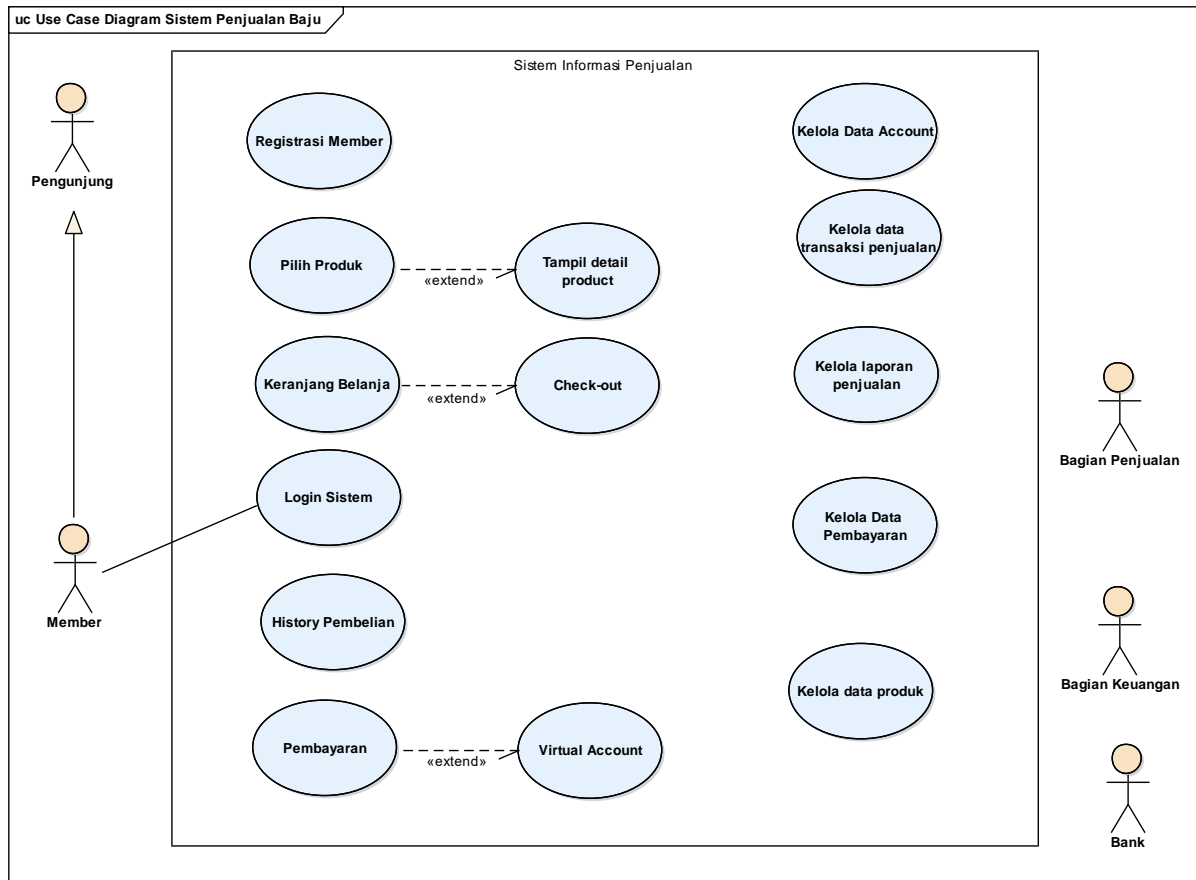 uc Use Case Diagram Sistem Penjualan Baju
Sistem Informasi Penjualan
Pengunjung
Registrasi Member
Kelola Data Account
Pilih Produk
«extend»
Tampil detail
product
Kelola data
transaksi penjualan
Keranjang Belanja
«extend»
Check-out
Kelola laporan
penjualan
Bagian Penjualan
Login Sistem
Kelola Data
Pembayaran
Member
History Pembelian
Kelola data produk
Bagian Keuangan
Pembayaran
«extend»
Virtual Account
Bank